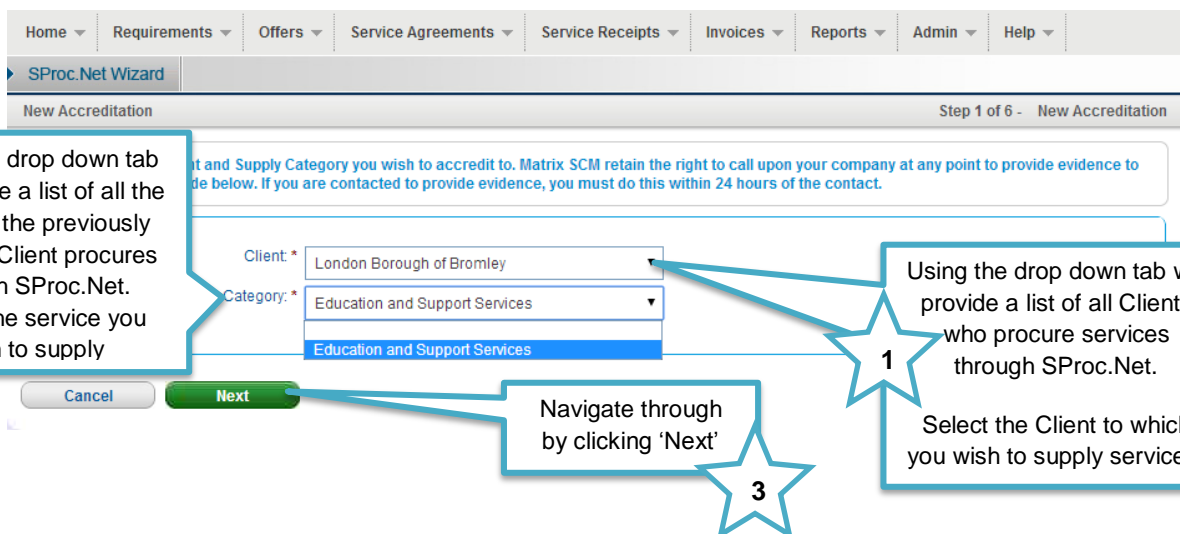 Home Requirements Offers Service Agreements Service Receipts Invoices Reports Admin Help
SProc.Net Wizard
New Accreditation
Step 1 of 6 - New Accreditation
and Supply Category you wish to accredit to. Matrix SCM retain the right to call upon your company at any point to provide evidence to
below. If you are contacted to provide evidence, you must do this within 24 hours of the contact.
drop down tab
a list of all the
the previously
Client procures
SProc.Net.
service you
to supply
Client: *
London Borough of Bromley
Category: *
Education and Support Services
Education and Support Services
Cancel
Next
Using the drop down tab
provide a list of all Client
who procure services
through SProc.Net.
Select the Client to
you wish to supply
1
Navigate through
by clicking ‘Next’
3